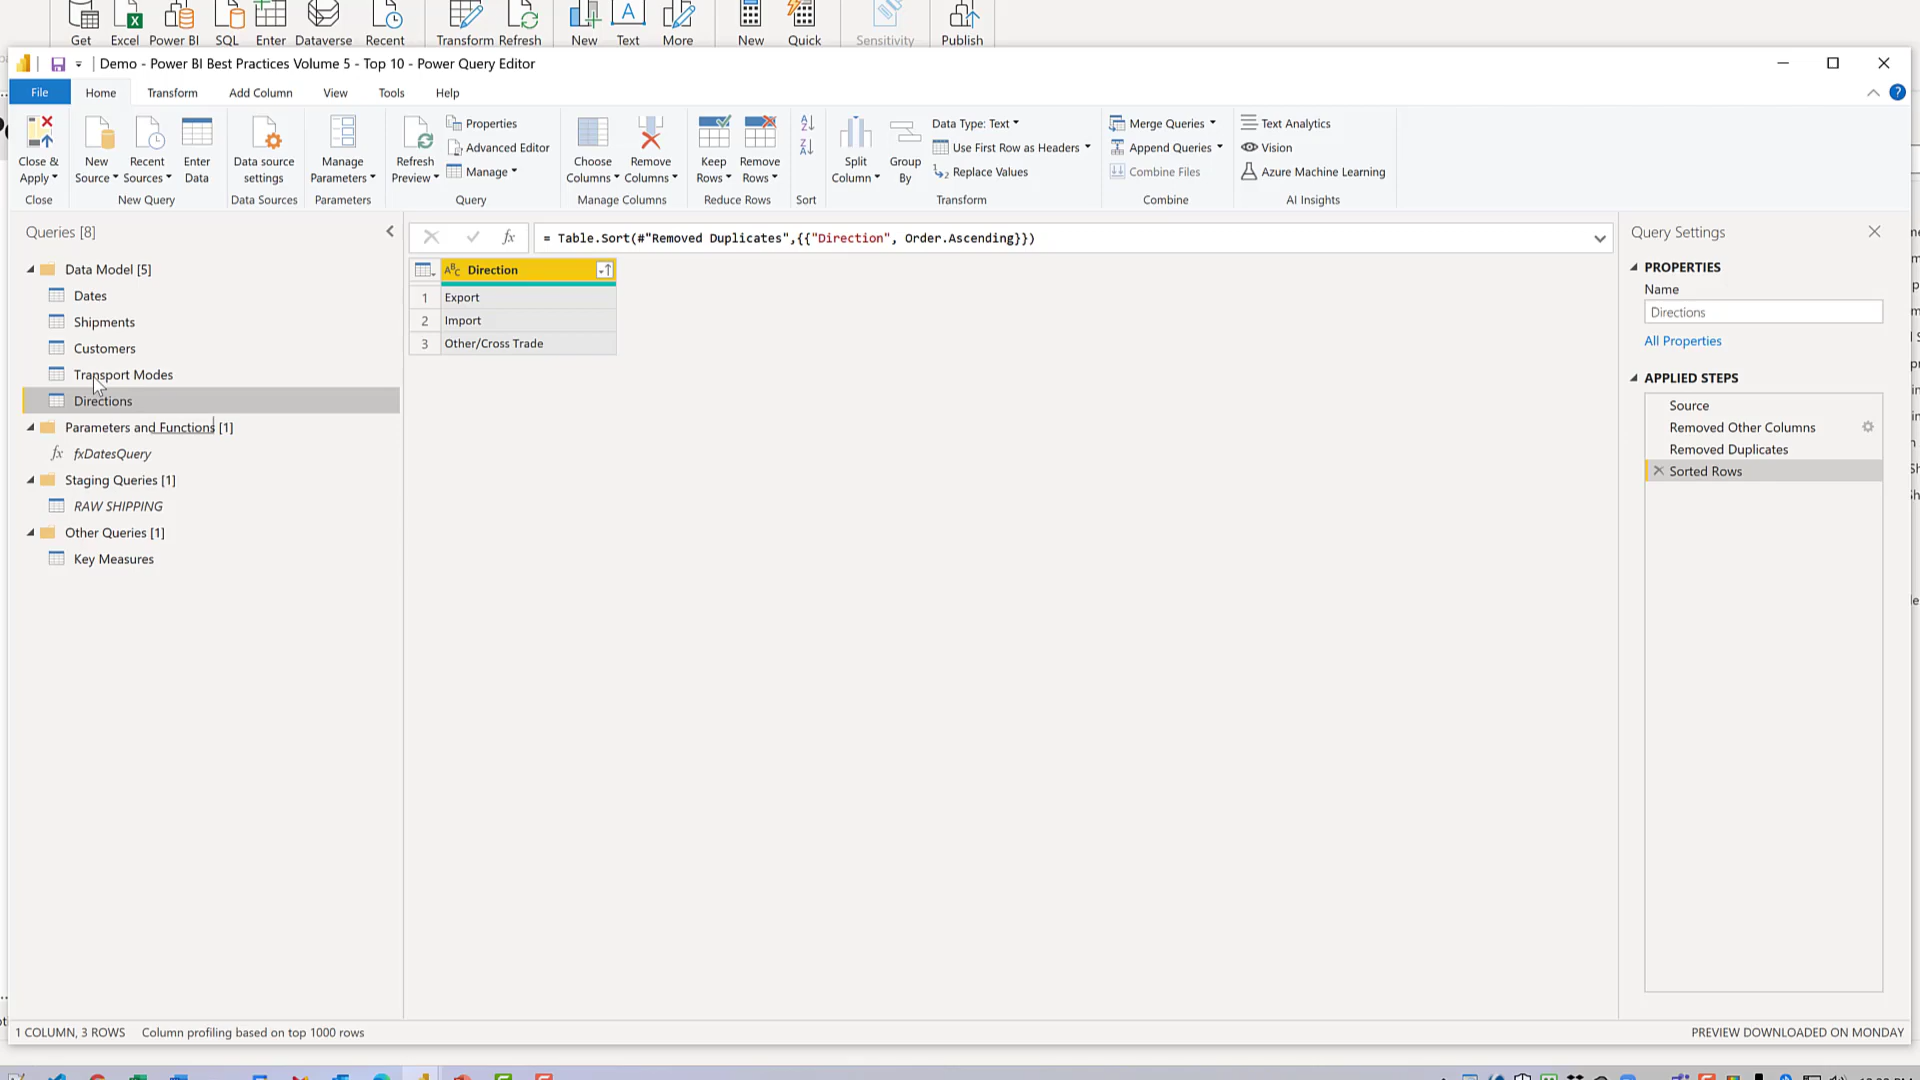 Get Excel Power BI SQL Enter Dataverse Recent Transform Refresh New Text More New Quick Sensitivity Publish
Demo - Power BI Best Practices Volume 5 - Top 10 - Power Query Editor
File Home Transform Add Column View Tools Help
Close & Apply
Close
New Source
Recent Sources
Enter Data
New Query
Data source settings
Data Sources
Manage Parameters
Parameters
Refresh Preview
Properties
Advanced Editor
Manage
Query
Choose Columns
Remove Columns
Manage Columns
Keep Rows
Remove Rows
Reduce Rows
Sort
Split Column
Group By
Data Type: Text
Use First Row as Headers
Replace Values
Transform
Merge Queries
Append Queries
Combine Files
Combine
Text Analytics
Vision
Azure Machine Learning
AI Insights
Queries [8]
Data Model [5]
Dates
Shipments
Customers
Transport Modes
Directions
Parameters and Functions [1]
fx fxDatesQuery
Staging Queries [1]
RAW SHIPPING
Other Queries [1]
Key Measures
fx = Table.Sort(#"Removed Duplicates",{{"Direction", Order.Ascending}})
ABC Direction
1 Export
2 Import
3 Other/Cross Trade
Query Settings
PROPERTIES
Name
Directions
All Properties
APPLIED STEPS
Source
Removed Other Columns
Removed Duplicates
Sorted Rows
1 COLUMN, 3 ROWS Column profiling based on top 1000 rows
PREVIEW DOWNLOADED ON MONDAY